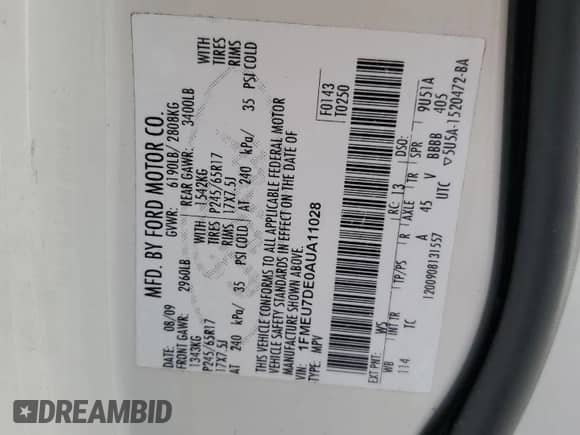 MFD. BY FORD MOTOR CO.
DATE: 08/09 GVWR: 6190LB/ 2808KG
FRONT GAWR: 2960LB REAR GAWR: 3400LB
1343KG 1542KG WITH
P245/65R17 P245/65R17 TIRES
17X7.5J 17X7.5J RIMS
AT 240 kPa/ 35 PSI COLD AT 240 kPa/ 35 PSI COLD
WITH
TIRES
RIMS
THIS VEHICLE CONFORMS TO ALL APPLICABLE FEDERAL MOTOR
VEHICLE SAFETY STANDARDS IN EFFECT ON THE DATE OF
MANUFACTURE SHOWN ABOVE.
VIN: 1FMEU7DE0AUA11028
TYPE: MPV
F0143
T0250
EXT PNT: WS RC: 13 DSO:
WB INT TR TP/PS R AXLE TR SPR 9U51A
114 TC A 45 V BBBB 405
1200908131557 UTC ▽5U5A-1520472-BA
DREAMBID